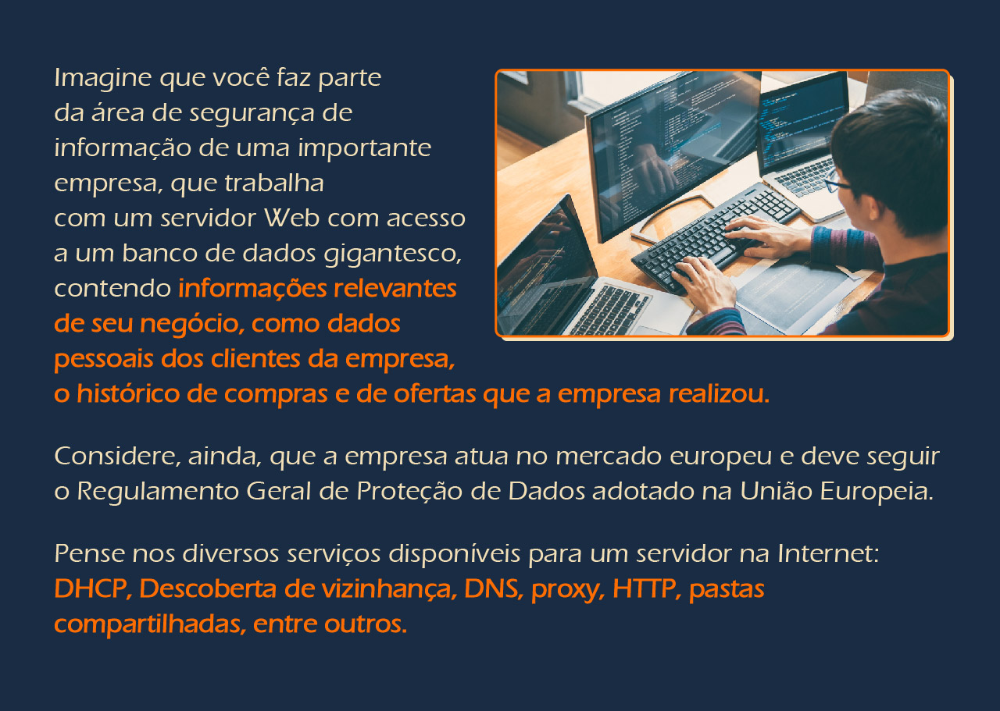 Imagine que você faz parte
da área de segurança de
informação de uma importante
empresa, que trabalha
com um servidor Web com acesso
a um banco de dados gigantesco,
contendo informações relevantes
de seu negócio, como dados
pessoais dos clientes da empresa,
o histórico de compras e de ofertas que a empresa realizou.
Considere, ainda, que a empresa atua no mercado europeu e deve seguir
o Regulamento Geral de Proteção de Dados adotado na União Europeia.
Pense nos diversos serviços disponíveis para um servidor na Internet:
DHCP, Descoberta de vizinhança, DNS, proxy, HTTP, pastas
compartilhadas, entre outros.